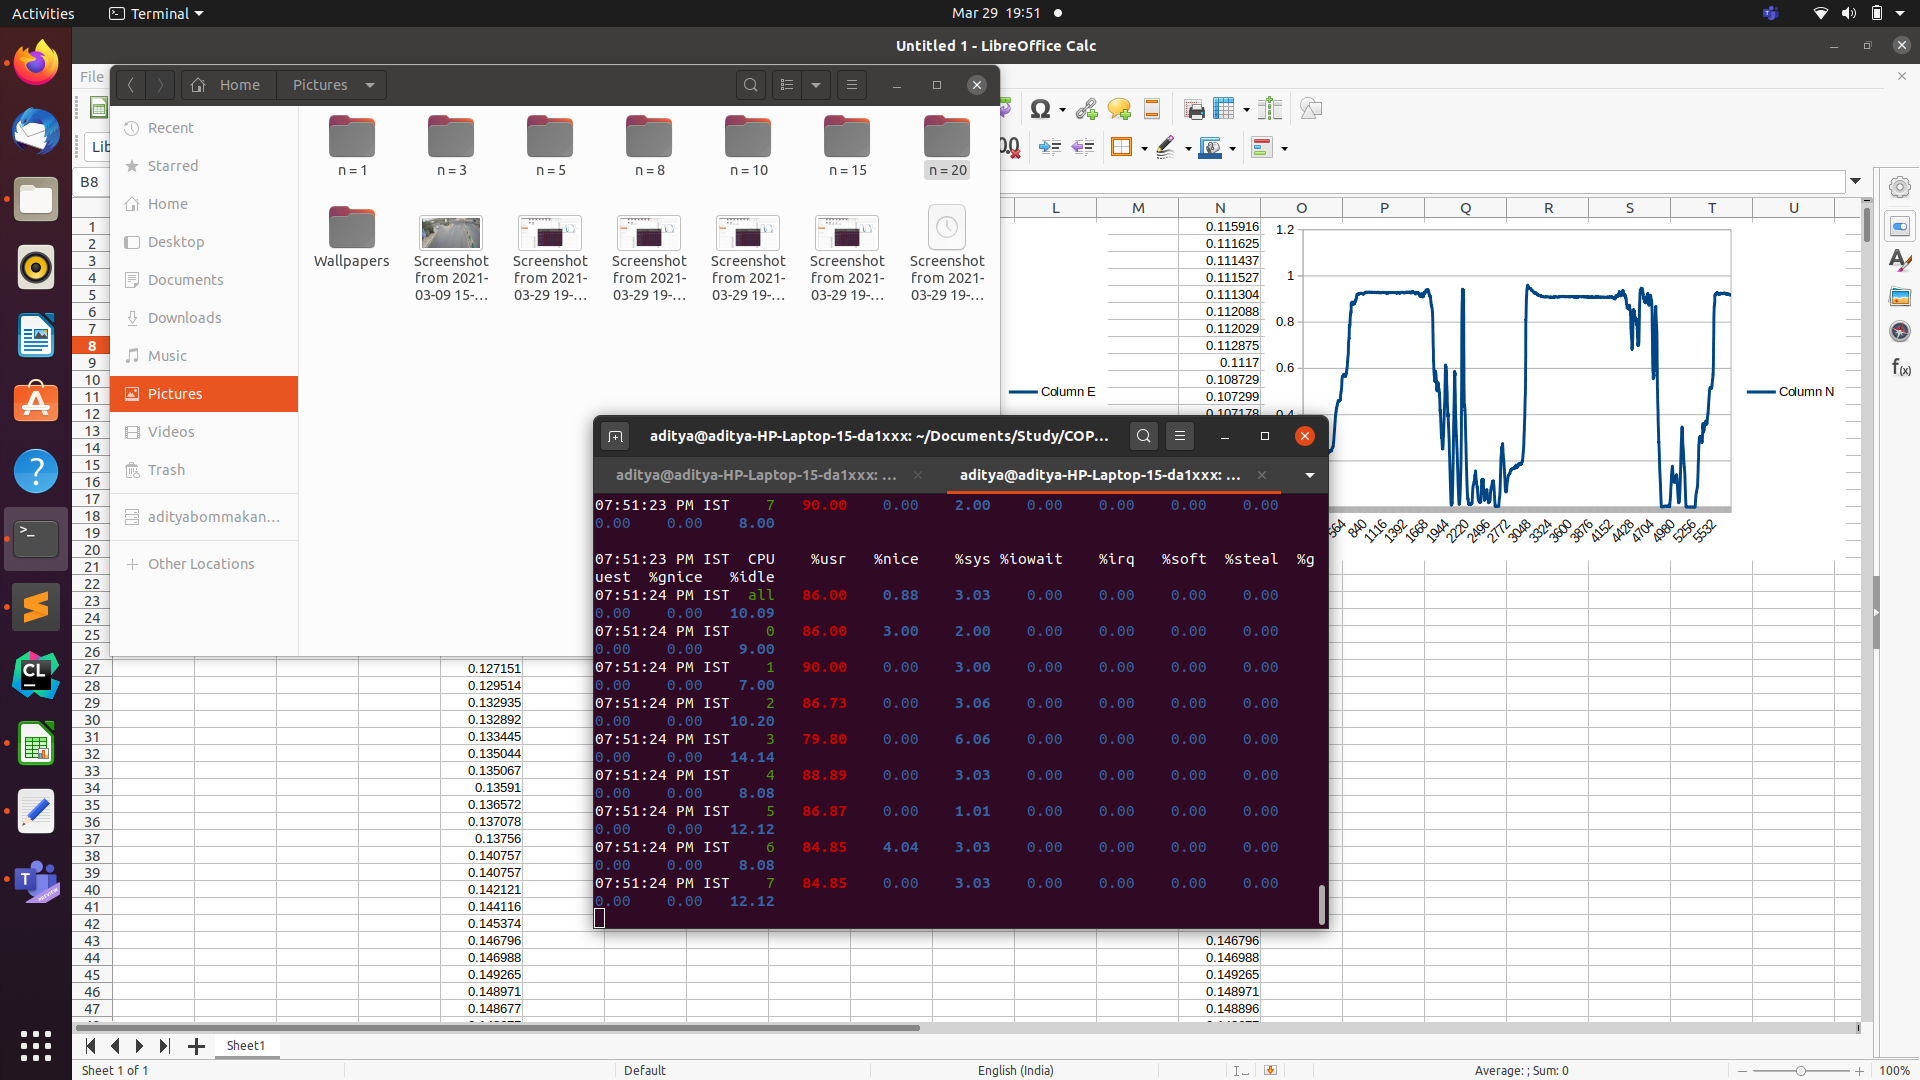 Activities
Terminal
Mar 29 19:51
Untitled 1 - LibreOffice Calc
File
Home
Pictures
Recent
Starred
Home
Desktop
Documents
Downloads
Music
Pictures
Videos
Trash
adityabommakan...
Other Locations
n = 1
n = 3
n = 5
n = 8
n = 10
n = 15
n = 20
Wallpapers
Screenshot
from 2021-
03-09 15-...
Screenshot
from 2021-
03-29 19-...
Screenshot
from 2021-
03-29 19-...
Screenshot
from 2021-
03-29 19-...
Screenshot
from 2021-
03-29 19-...
Screenshot
from 2021-
03-29 19-...
Lib
B8
L M N O P Q R S T U
1
2
3
4
5
6
7
8
9
10
11
12
13
14
15
16
17
18
19
20
21
22
23
24
25
26
27 0.127151
28 0.129514
29 0.132935
30 0.132892
31 0.133445
32 0.135044
33 0.135067
34 0.13591
35 0.136572
36 0.137078
37 0.13756
38 0.140757
39 0.140757
40 0.142121
41 0.144116
42 0.145374
43 0.146796 0.146796
44 0.146988 0.146988
45 0.149265 0.149265
46 0.148971 0.148971
47 0.148677 0.148896
0.115916
0.111625
0.111437
0.111527
0.111304
0.112088
0.112029
0.112875
0.1117
0.108729
0.107299
0.107178
Column E
1.2
1
0.8
0.6
0.4
564 840 1116 1392 1668 1944 2220 2496 2772 3048 3324 3600 3876 4152 4428 4704 4980 5256 5532
Column N
aditya@aditya-HP-Laptop-15-da1xxx: ~/Documents/Study/COP...
aditya@aditya-HP-Laptop-15-da1xxx: ...
aditya@aditya-HP-Laptop-15-da1xxx: ...
07:51:23 PM IST 7 90.00 0.00 2.00 0.00 0.00 0.00 0.00
0.00 0.00 8.00
07:51:23 PM IST CPU %usr %nice %sys %iowait %irq %soft %steal %g
uest %gnice %idle
07:51:24 PM IST all 86.00 0.88 3.03 0.00 0.00 0.00 0.00
0.00 0.00 10.09
07:51:24 PM IST 0 86.00 3.00 2.00 0.00 0.00 0.00 0.00
0.00 0.00 9.00
07:51:24 PM IST 1 90.00 0.00 3.00 0.00 0.00 0.00 0.00
0.00 0.00 7.00
07:51:24 PM IST 2 86.73 0.00 3.06 0.00 0.00 0.00 0.00
0.00 0.00 10.20
07:51:24 PM IST 3 79.80 0.00 6.06 0.00 0.00 0.00 0.00
0.00 0.00 14.14
07:51:24 PM IST 4 88.89 0.00 3.03 0.00 0.00 0.00 0.00
0.00 0.00 8.08
07:51:24 PM IST 5 86.87 0.00 1.01 0.00 0.00 0.00 0.00
0.00 0.00 12.12
07:51:24 PM IST 6 84.85 4.04 3.03 0.00 0.00 0.00 0.00
0.00 0.00 8.08
07:51:24 PM IST 7 84.85 0.00 3.03 0.00 0.00 0.00 0.00
0.00 0.00 12.12
Sheet1
Sheet 1 of 1
Default
English (India)
Average: ; Sum: 0
100%